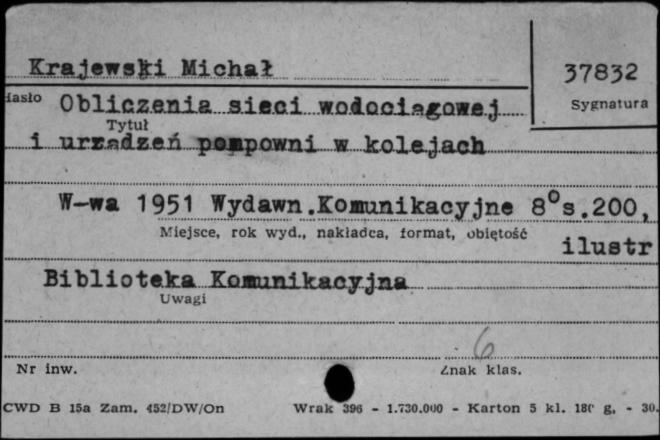 Krajewski Michał
37832
Hasło Obliczenia sieci wodociągowej
Sygnatura
Tytuł
i urządzeń pompowni w kolejach
W-wa 1951 Wydawn.Komunikacyjne 8° s.200,
Miejsce, rok wyd., nakładca, format, objętość
ilustr
Biblioteka Komunikacyjna
Uwagi
6
Nr inw.
Znak klas.
CWD B 15a Zam. 452/DW/On Wrak 396 - 1.730.000 - Karton 5 kl. 180 g. - 30.